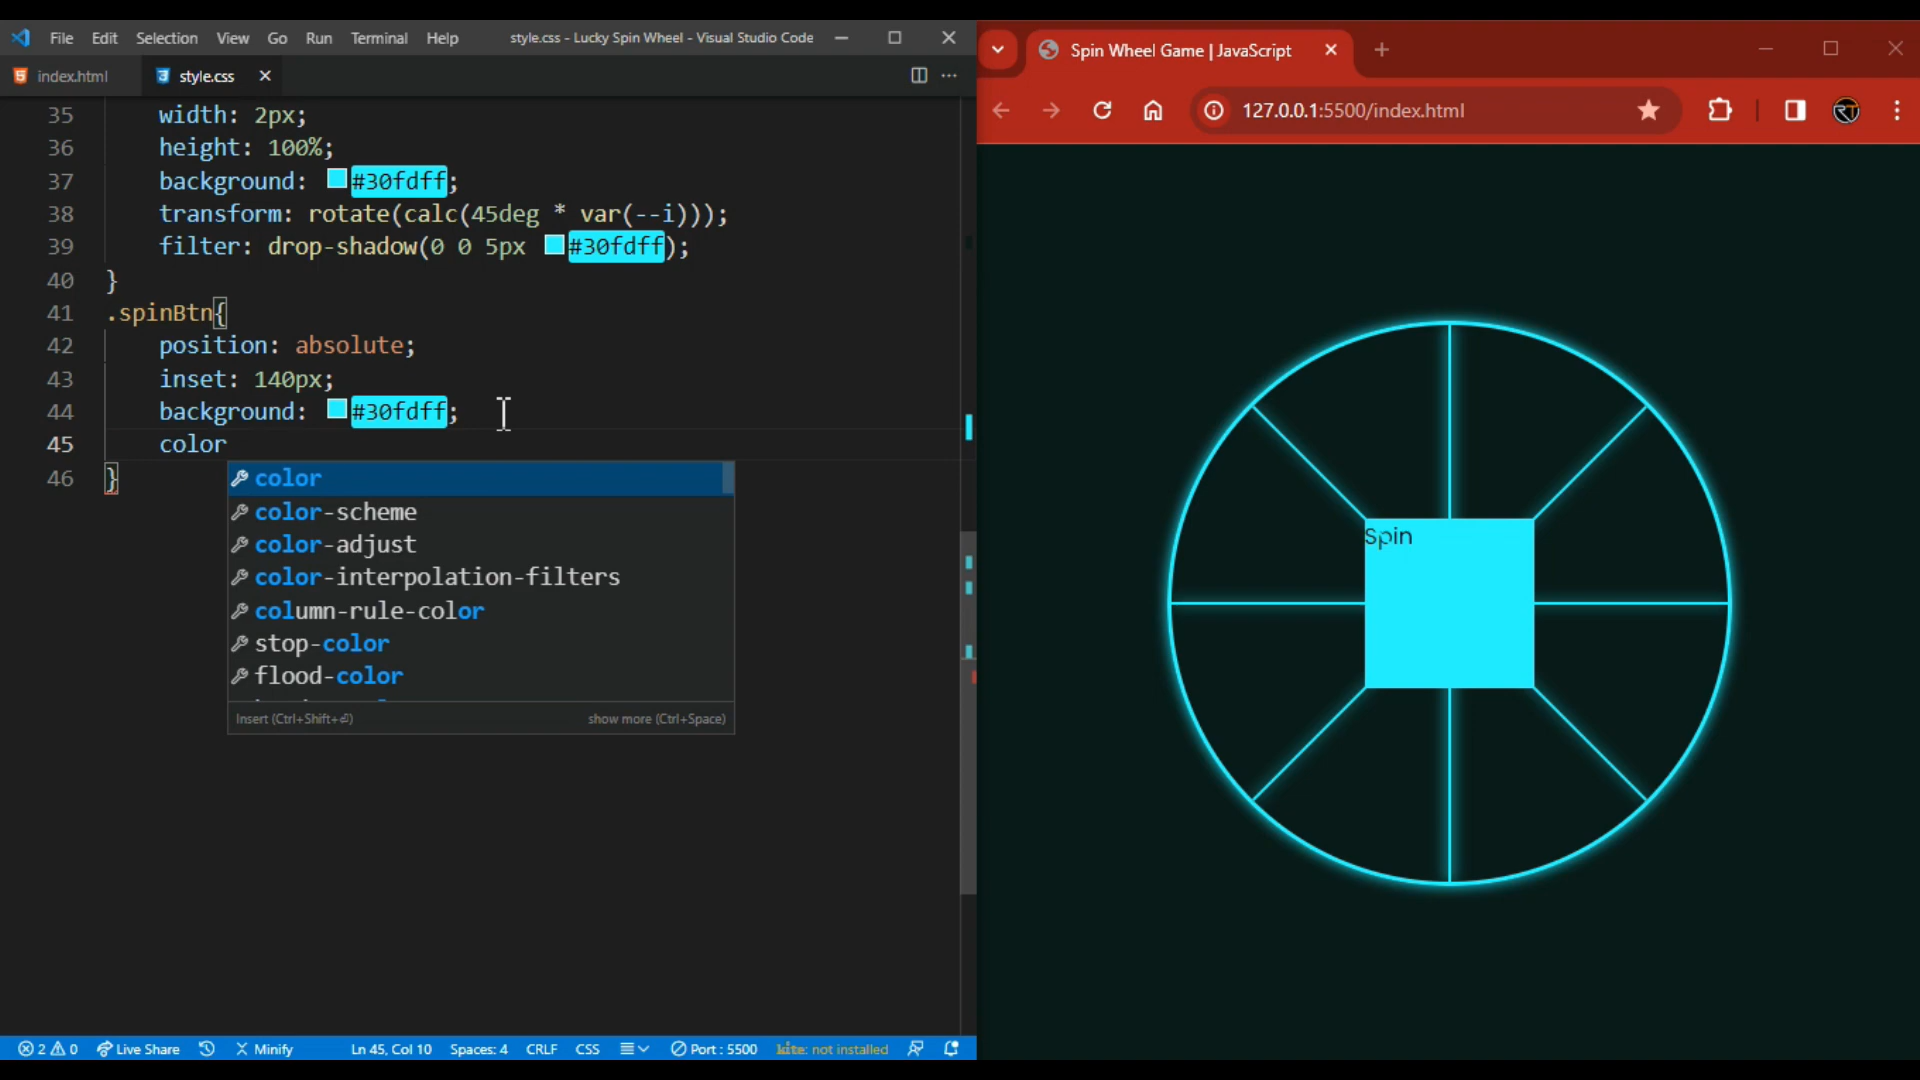 File Edit Selection View Go Run Terminal Help style.css - Lucky Spin Wheel - Visual Studio Code
index.html style.css
35 width: 2px;
36 height: 100%;
37 background: #30fdff;
38 transform: rotate(calc(45deg * var(--i)));
39 filter: drop-shadow(0 0 5px #30fdff);
40 }
41 .spinBtn{
42 position: absolute;
43 inset: 140px;
44 background: #30fdff;
45 color
46 }
color
color-scheme
color-adjust
color-interpolation-filters
column-rule-color
stop-color
flood-color
Insert (Ctrl+Shift+⏎) show more (Ctrl+Space)
2 0 Live Share Minify Ln 45, Col 10 Spaces: 4 CRLF CSS Port : 5500 kite: not installed
Spin Wheel Game | JavaScript
127.0.0.1:5500/index.html
Spin